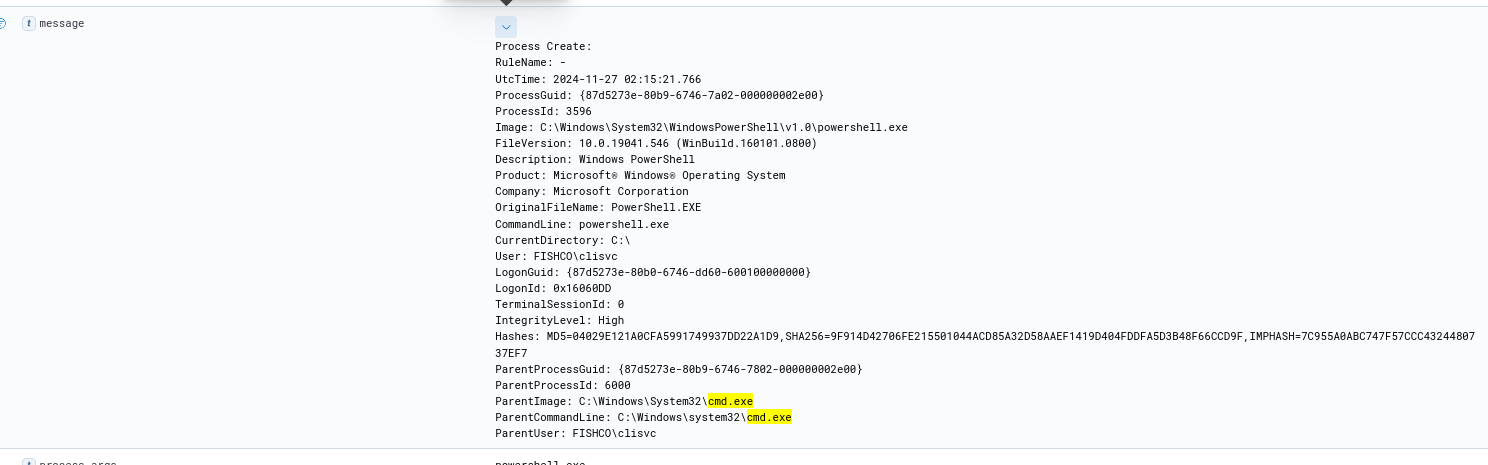 t message
Process Create:
RuleName: -
UtcTime: 2024-11-27 02:15:21.766
ProcessGuid: {87d5273e-80b9-6746-7a02-000000002e00}
ProcessId: 3596
Image: C:\Windows\System32\WindowsPowerShell\v1.0\powershell.exe
FileVersion: 10.0.19041.546 (WinBuild.160101.0800)
Description: Windows PowerShell
Product: Microsoft® Windows® Operating System
Company: Microsoft Corporation
OriginalFileName: PowerShell.EXE
CommandLine: powershell.exe
CurrentDirectory: C:\
User: FISHCO\clisvc
LogonGuid: {87d5273e-80b0-6746-dd60-600100000000}
LogonId: 0x16060DD
TerminalSessionId: 0
IntegrityLevel: High
Hashes: MD5=04029E121A0CFA5991749937DD22A1D9,SHA256=9F914D42706FE215501044ACD85A32D58AAEF1419D404FDDFA5D3B48F66CCD9F,IMPHASH=7C955A0ABC747F57CCC43244807
37EF7
ParentProcessGuid: {87d5273e-80b9-6746-7802-000000002e00}
ParentProcessId: 6000
ParentImage: C:\Windows\System32\cmd.exe
ParentCommandLine: C:\Windows\system32\cmd.exe
ParentUser: FISHCO\clisvc
t process.args powershell.exe